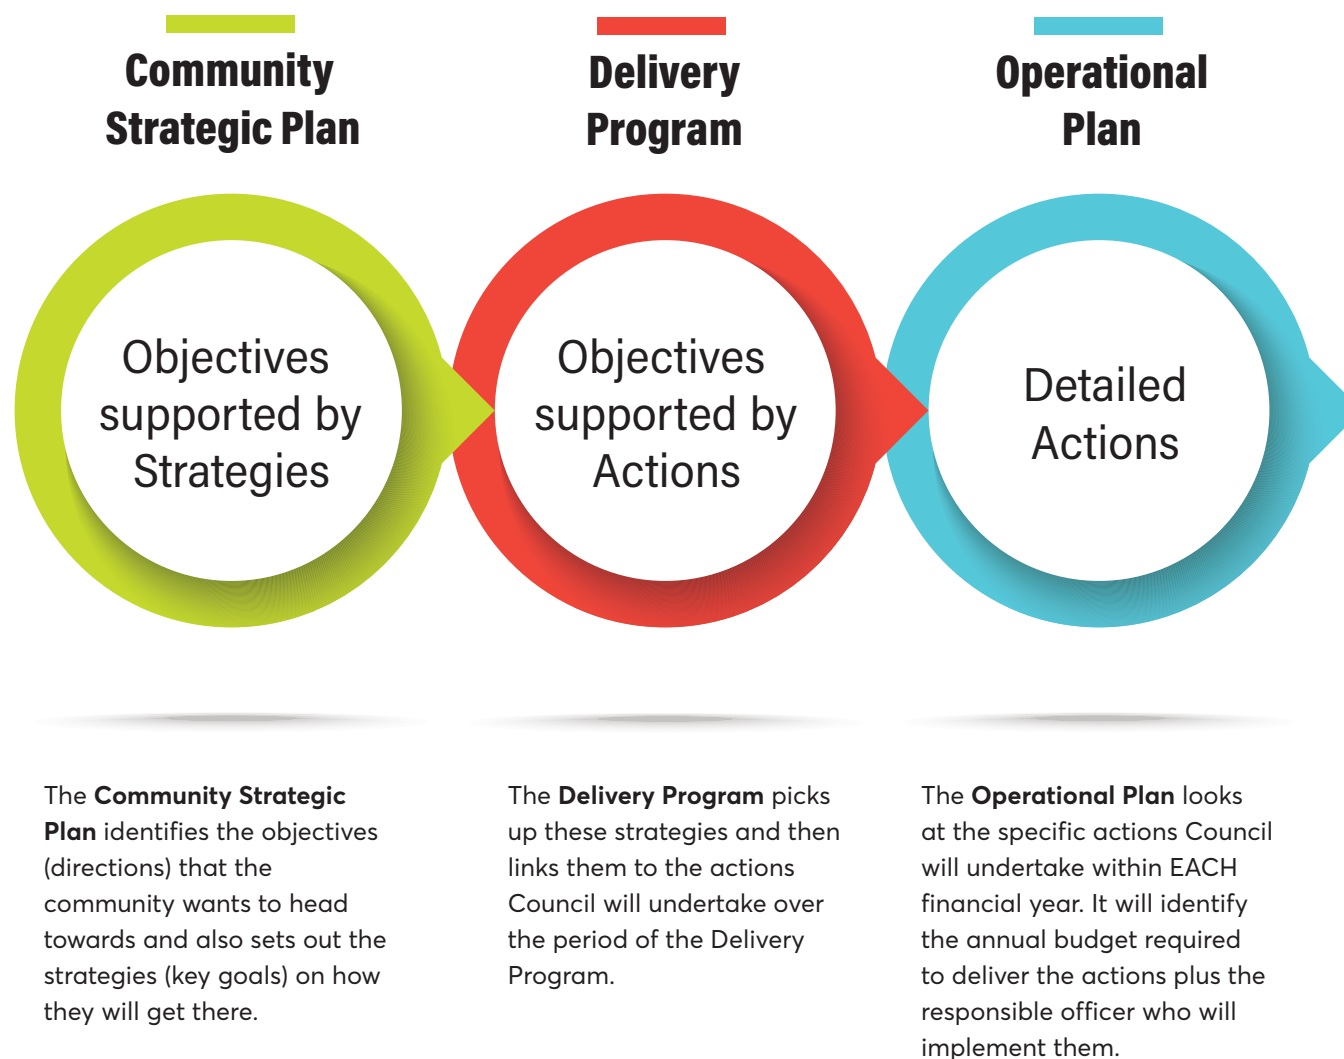 Community
Strategic Plan
Delivery
Program
Operational
Plan
Objectives
supported by
Strategies
Objectives
supported by
Actions
Detailed
Actions
The Community Strategic
Plan identifies the objectives
(directions) that the
community wants to head
towards and also sets out the
strategies (key goals) on how
they will get there.
The Delivery Program picks
up these strategies and then
links them to the actions
Council will undertake over
the period of the Delivery
Program.
The Operational Plan looks
at the specific actions Council
will undertake within EACH
financial year. It will identify
the annual budget required
to deliver the actions plus the
responsible officer who will
implement them.